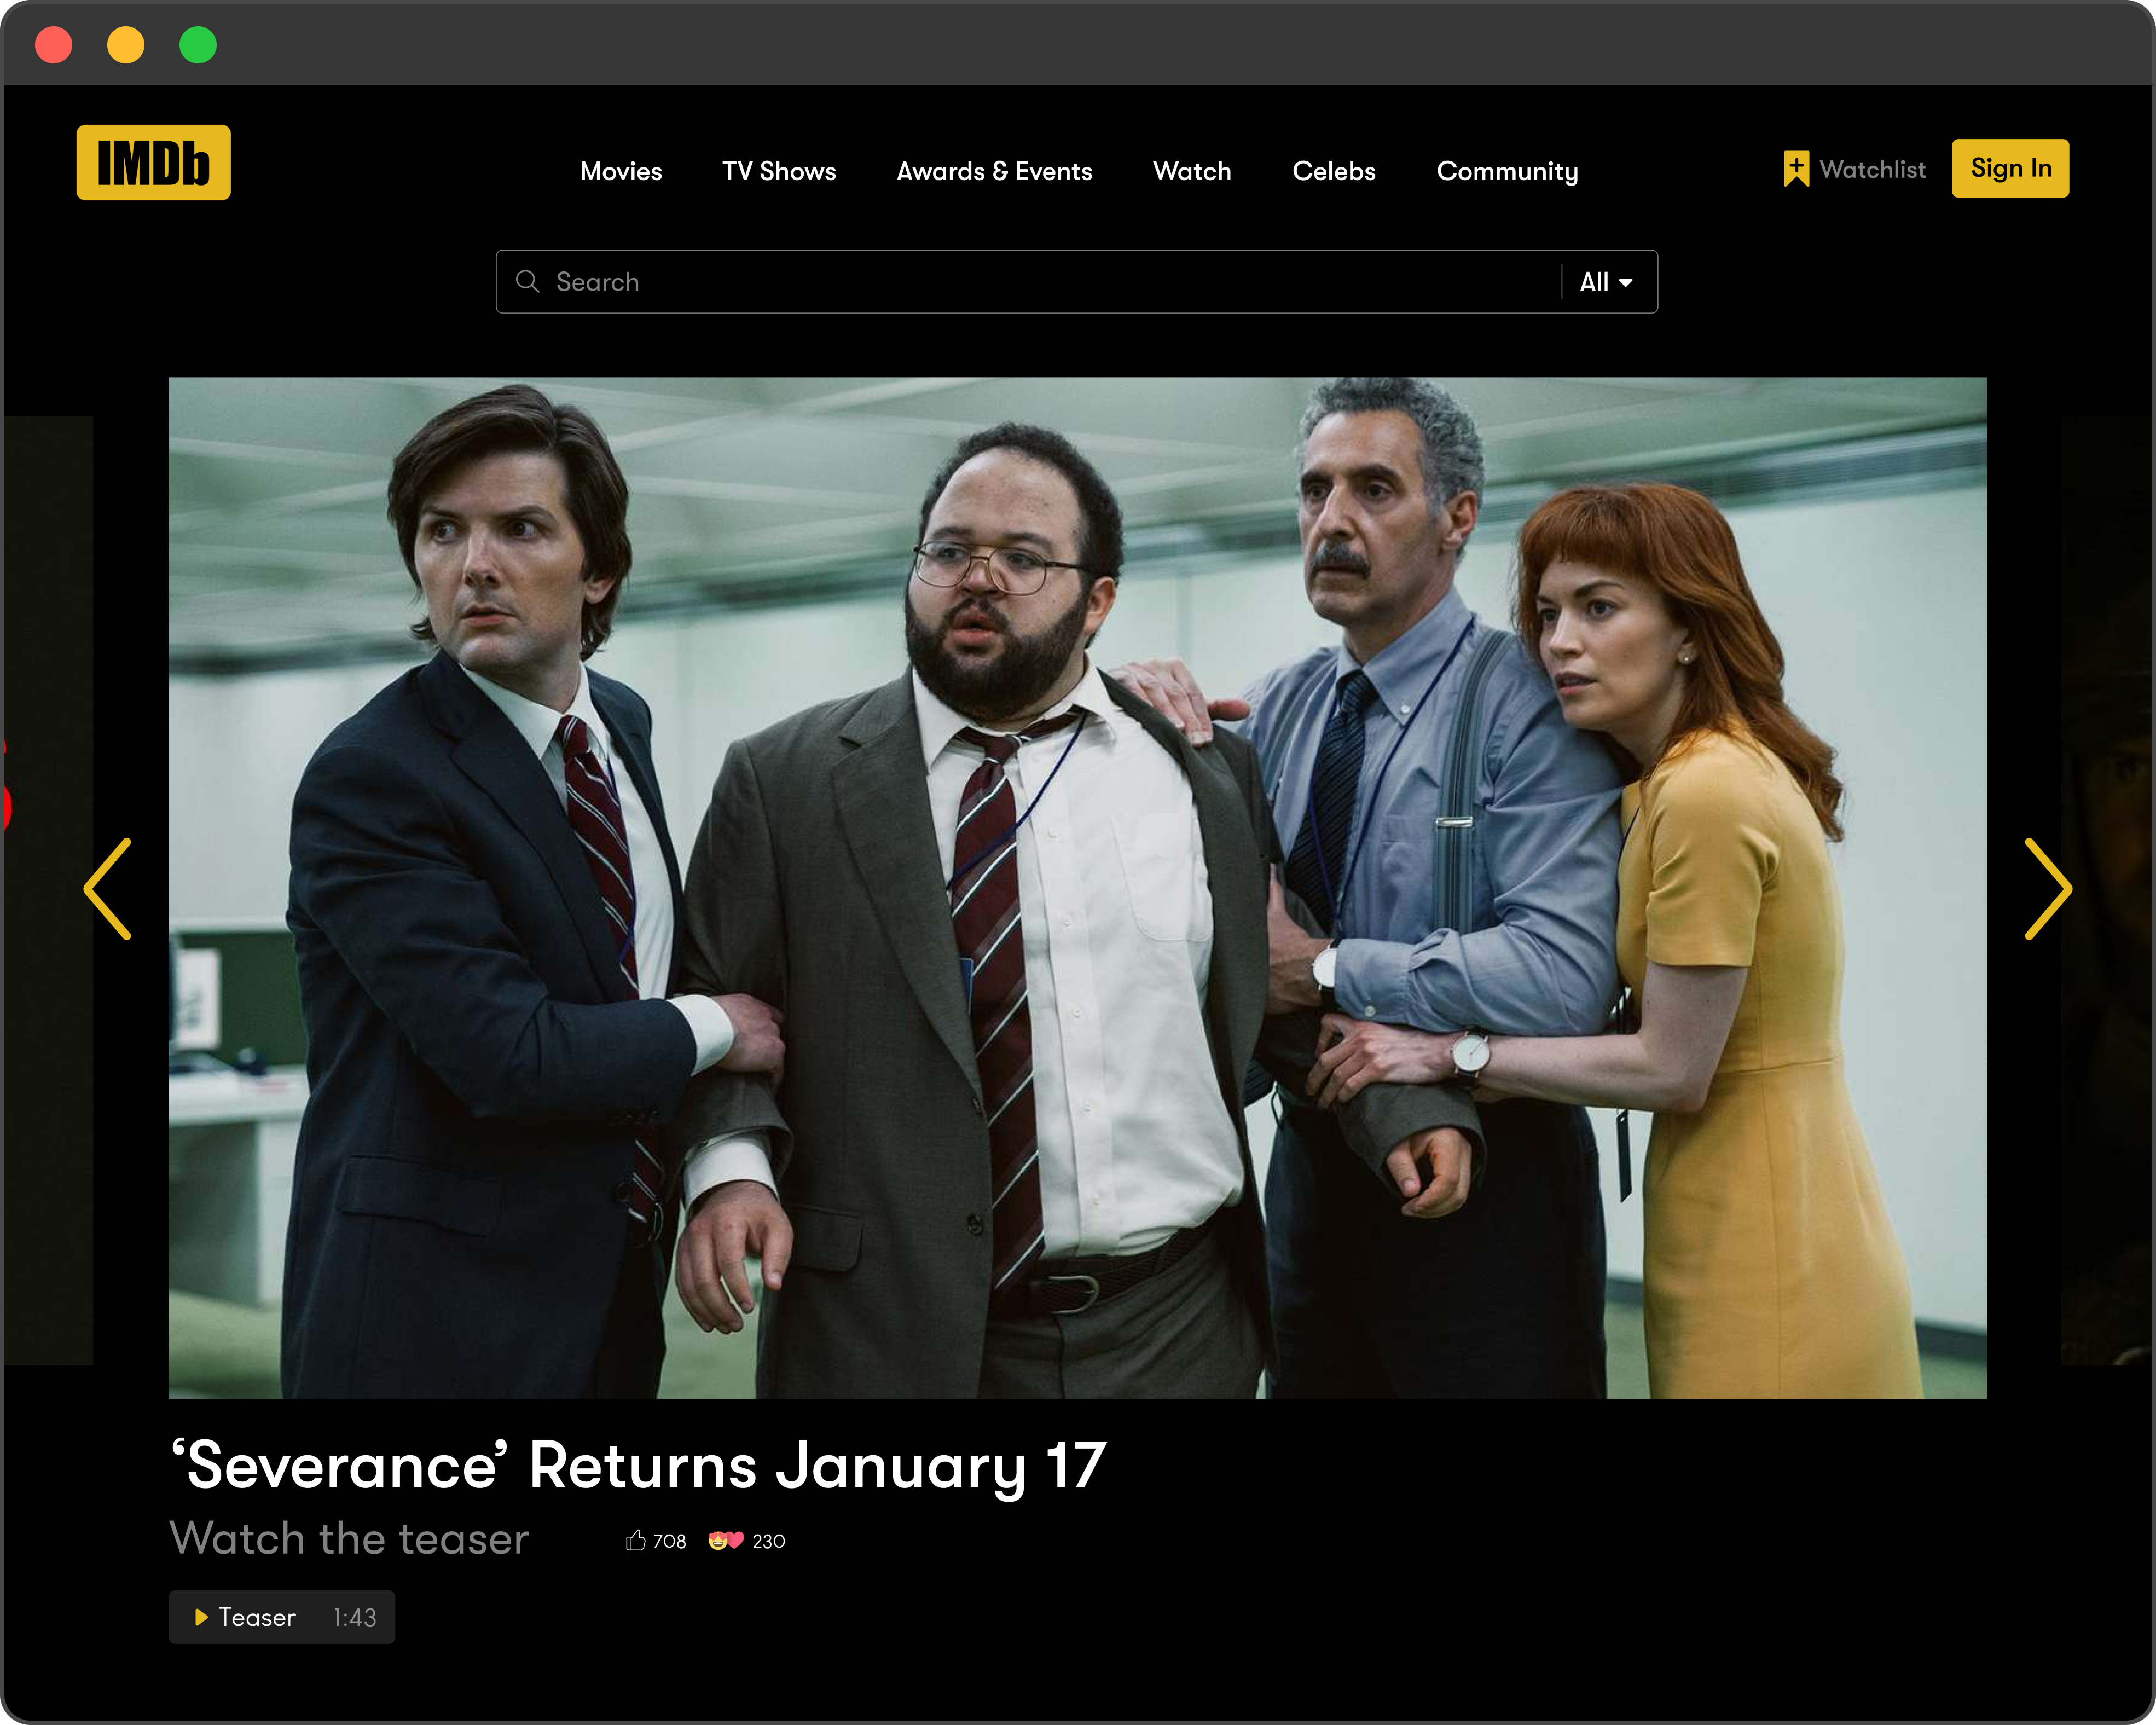 IMDb
Movies TV Shows Awards & Events Watch Celebs Community
Watchlist Sign In
Search All
‘Severance’ Returns January 17
Watch the teaser 708 230
Teaser 1:43